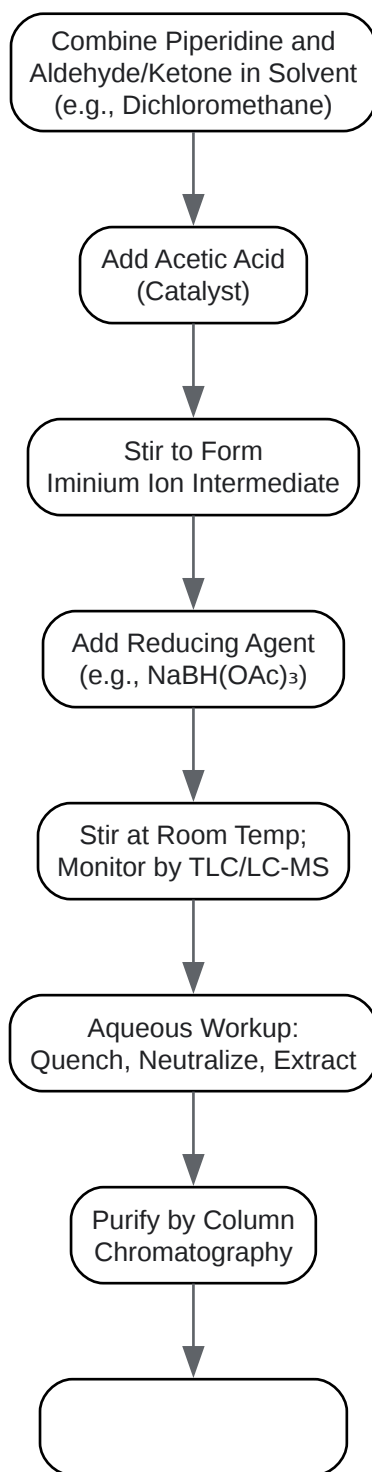 Combine Piperidine and
Aldehyde/Ketone in Solvent
(e.g., Dichloromethane)
Add Acetic Acid
(Catalyst)
Stir to Form
Iminium Ion Intermediate
Add Reducing Agent
(e.g., NaBH(OAc)₃)
Stir at Room Temp;
Monitor by TLC/LC-MS
Aqueous Workup:
Quench, Neutralize, Extract
Purify by Column
Chromatography